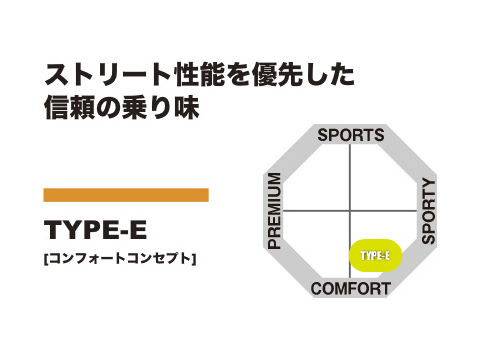 ストリート性能を優先した
信頼の乗り味
TYPE-E
[コンフォートコンセプト]
SPORTS
PREMIUM
SPORTY
TYPE-E
COMFORT